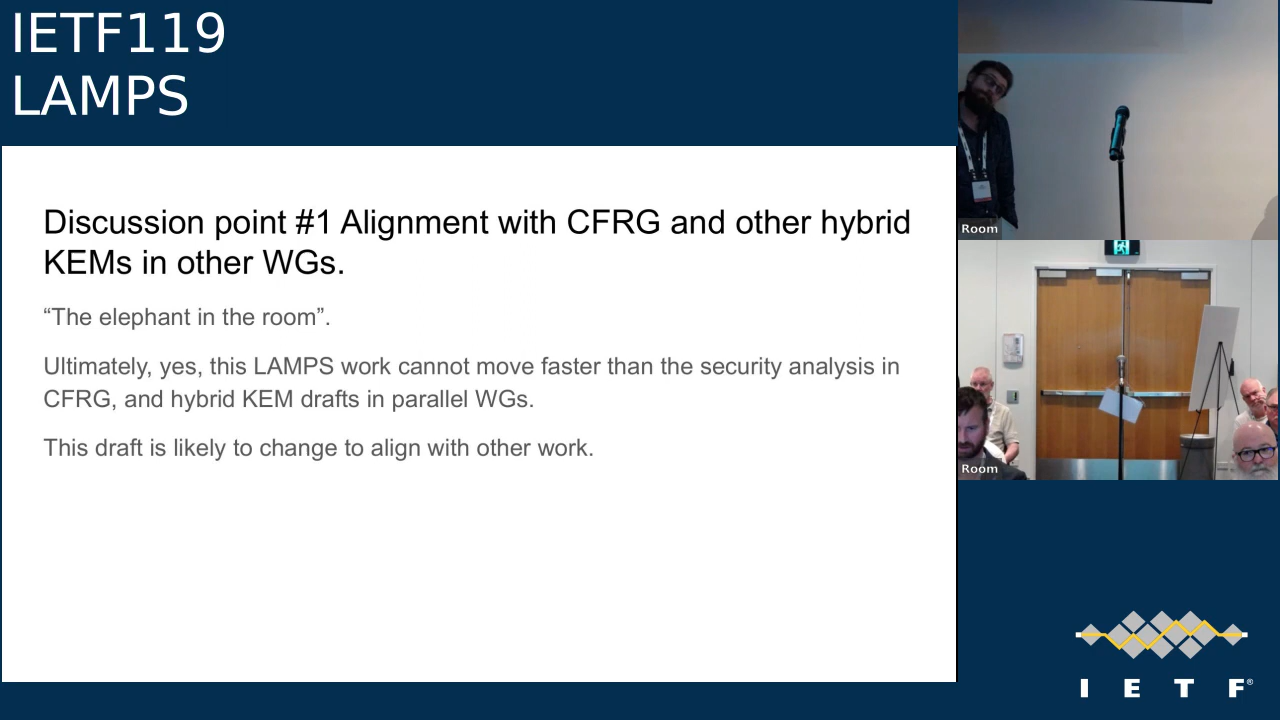 IETF119
LAMPS
Discussion point #1 Alignment with CFRG and other hybrid
KEMs in other WGs.
“The elephant in the room”.
Ultimately, yes, this LAMPS work cannot move faster than the security analysis in
CFRG, and hybrid KEM drafts in parallel WGs.
This draft is likely to change to align with other work.
Room
Room
I E T F®